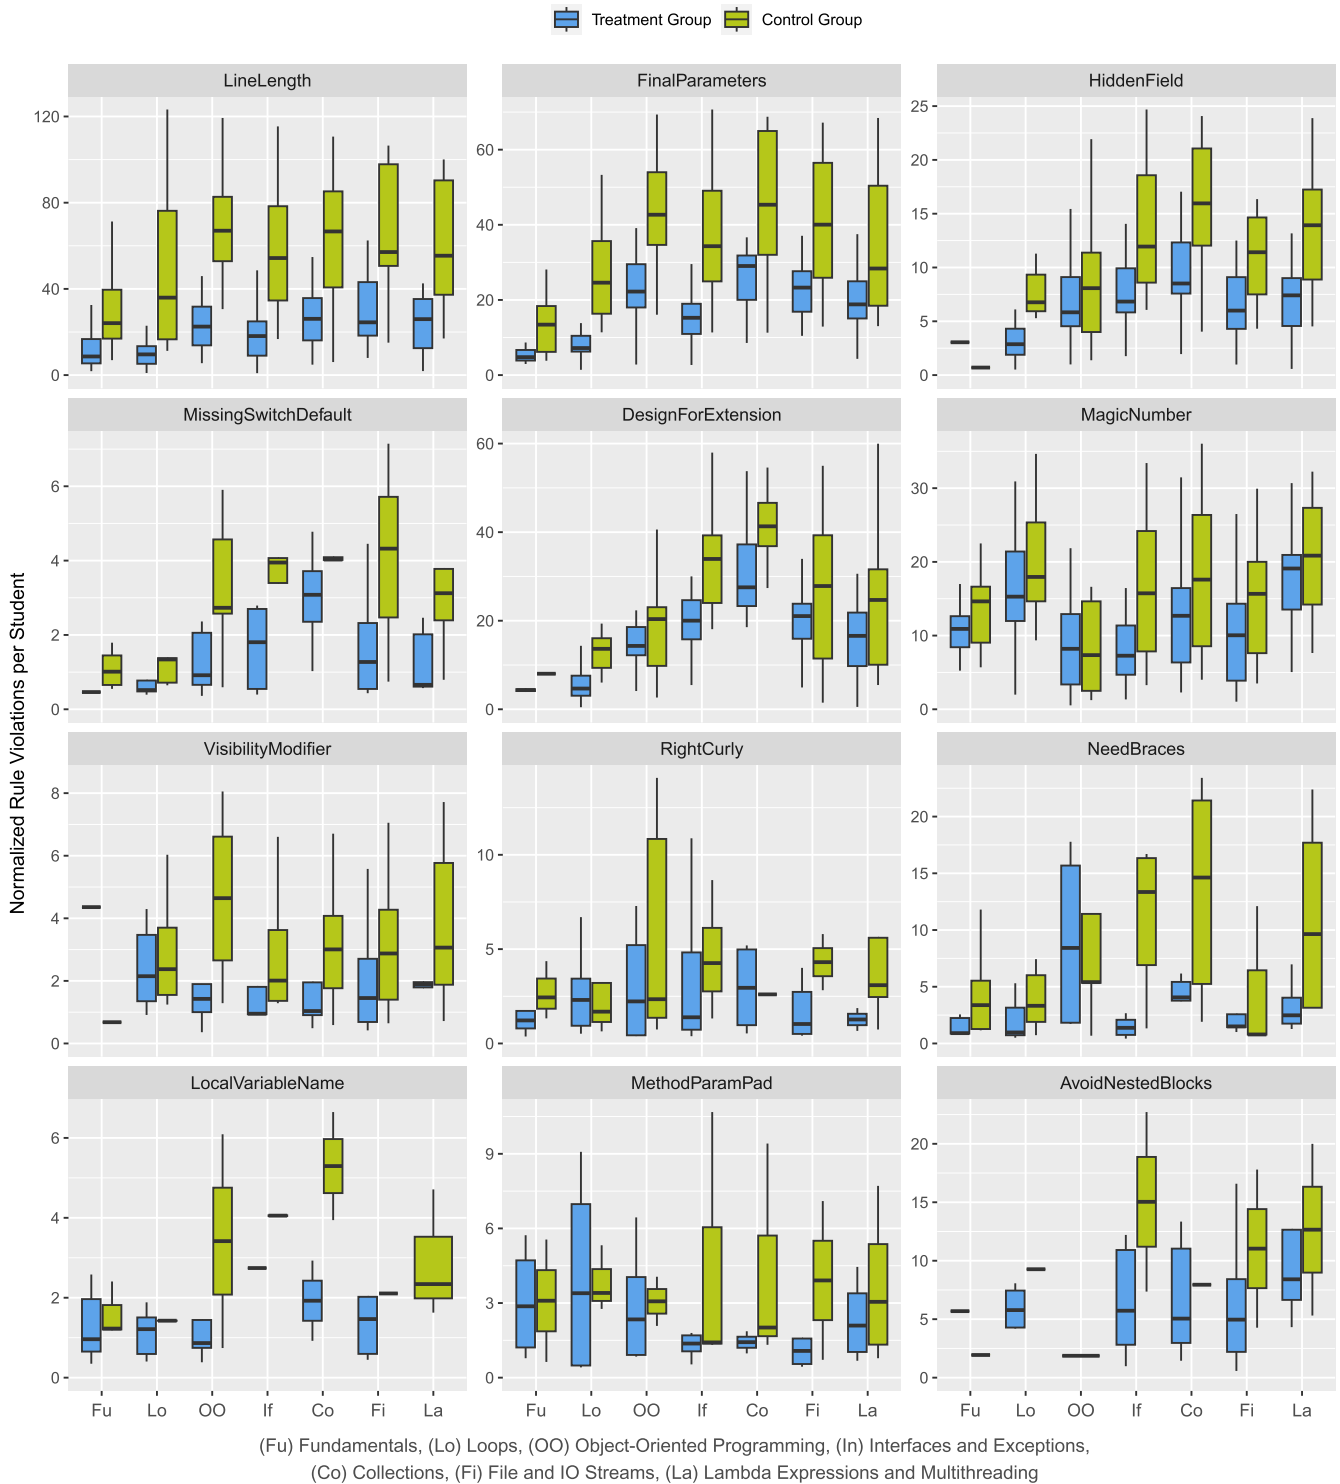 Treatment Group Control Group
Normalized Rule Violations per Student
LineLength FinalParameters HiddenField
120 80 40 0
60 40 20 0
25 20 15 10 5 0
MissingSwitchDefault DesignForExtension MagicNumber
6 4 2 0
60 40 20 0
30 20 10 0
VisibilityModifier RightCurly NeedBraces
8 6 4 2 0
10 5 0
20 15 10 5 0
LocalVariableName MethodParamPad AvoidNestedBlocks
6 4 2 0
9 6 3 0
20 15 10 5 0
Fu Lo OO If Co Fi La Fu Lo OO If Co Fi La Fu Lo OO If Co Fi La
(Fu) Fundamentals, (Lo) Loops, (OO) Object-Oriented Programming, (In) Interfaces and Exceptions,
(Co) Collections, (Fi) File and IO Streams, (La) Lambda Expressions and Multithreading